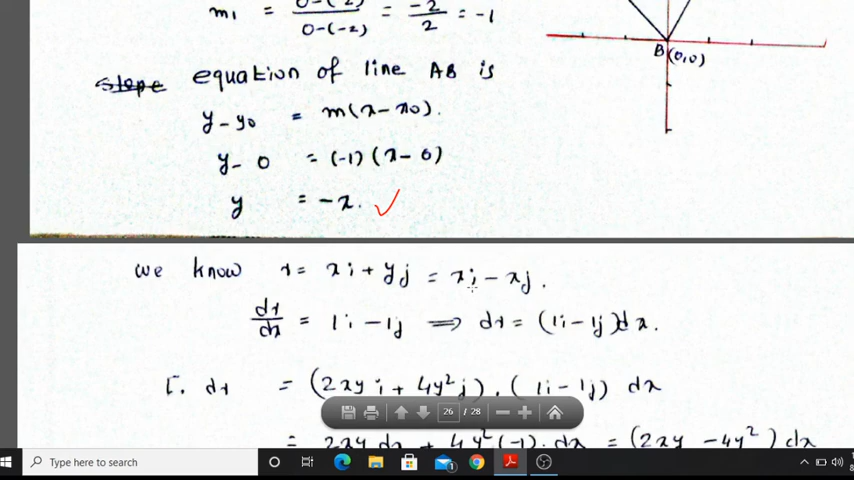 m1 = 0-(-2) / 0-(-2) = -2/2 = -1
B(0,0)
slope equation of line AB is
y-y0 = m(x-x0).
y-0 = (-1)(x-0)
y = -x.
we know r = xi + yj = xi - xj.
dr/dx = 1i - 1j ⟹ dr = (1i - 1j)dx.
F. dr = (2xy i + 4y²j).(1i - 1j) dx
26 / 28
= 2xy dx + 4y²(-1).dx = (2xy - 4y²) dx
Type here to search